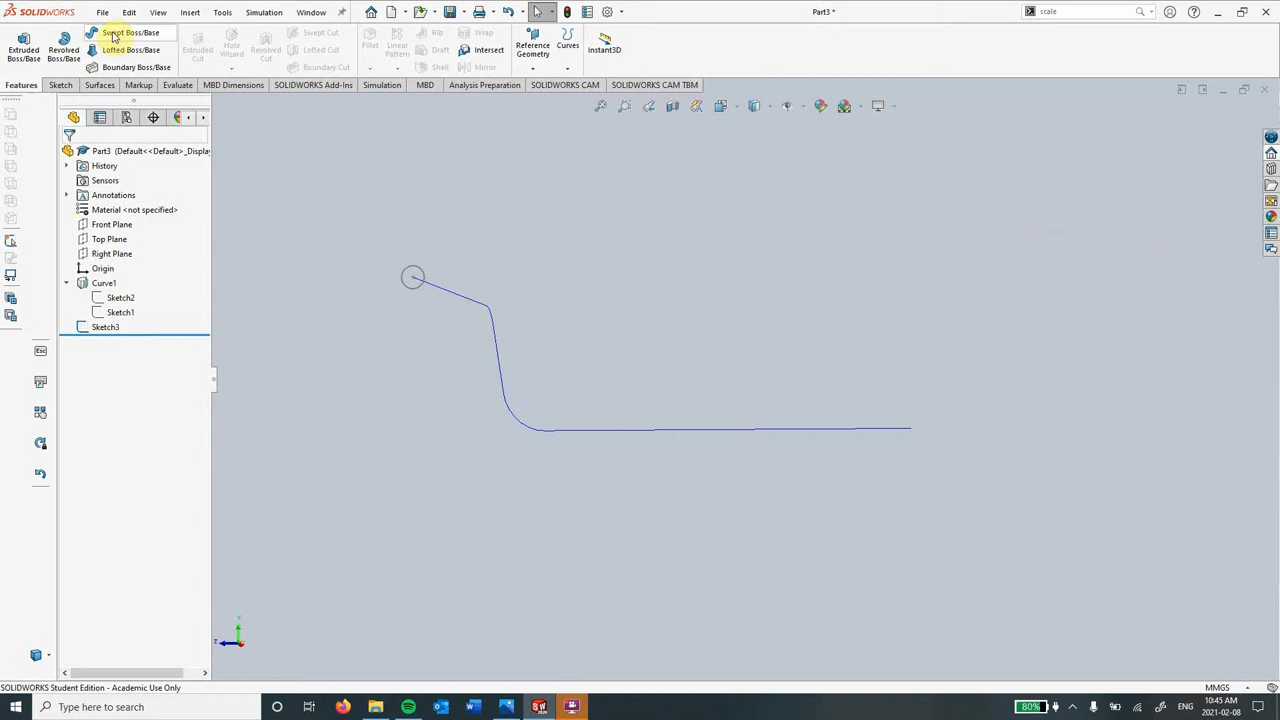 SOLIDWORKS File Edit View Insert Tools Simulation Window Part3 * scale
Swept Boss/Base
Lofted Boss/Base
Boundary Boss/Base
Extruded Boss/Base
Revolved Boss/Base
Extruded Cut
Hole Wizard
Revolved Cut
Swept Cut
Lofted Cut
Boundary Cut
Fillet
Linear Pattern
Rib
Draft
Shell
Wrap
Intersect
Mirror
Reference Geometry
Curves
Instant3D
Features Sketch Surfaces Markup Evaluate MBD Dimensions SOLIDWORKS Add-Ins Simulation MBD Analysis Preparation SOLIDWORKS CAM SOLIDWORKS CAM TBM
Part3 (Default<<Default>_Display
History
Sensors
Annotations
Material <not specified>
Front Plane
Top Plane
Right Plane
Origin
Curve1
Sketch2
Sketch1
Sketch3
Esc
Y
Z
SOLIDWORKS Student Edition - Academic Use Only MMGS
Type here to search
80%
ENG
10:45 AM
2021-02-08